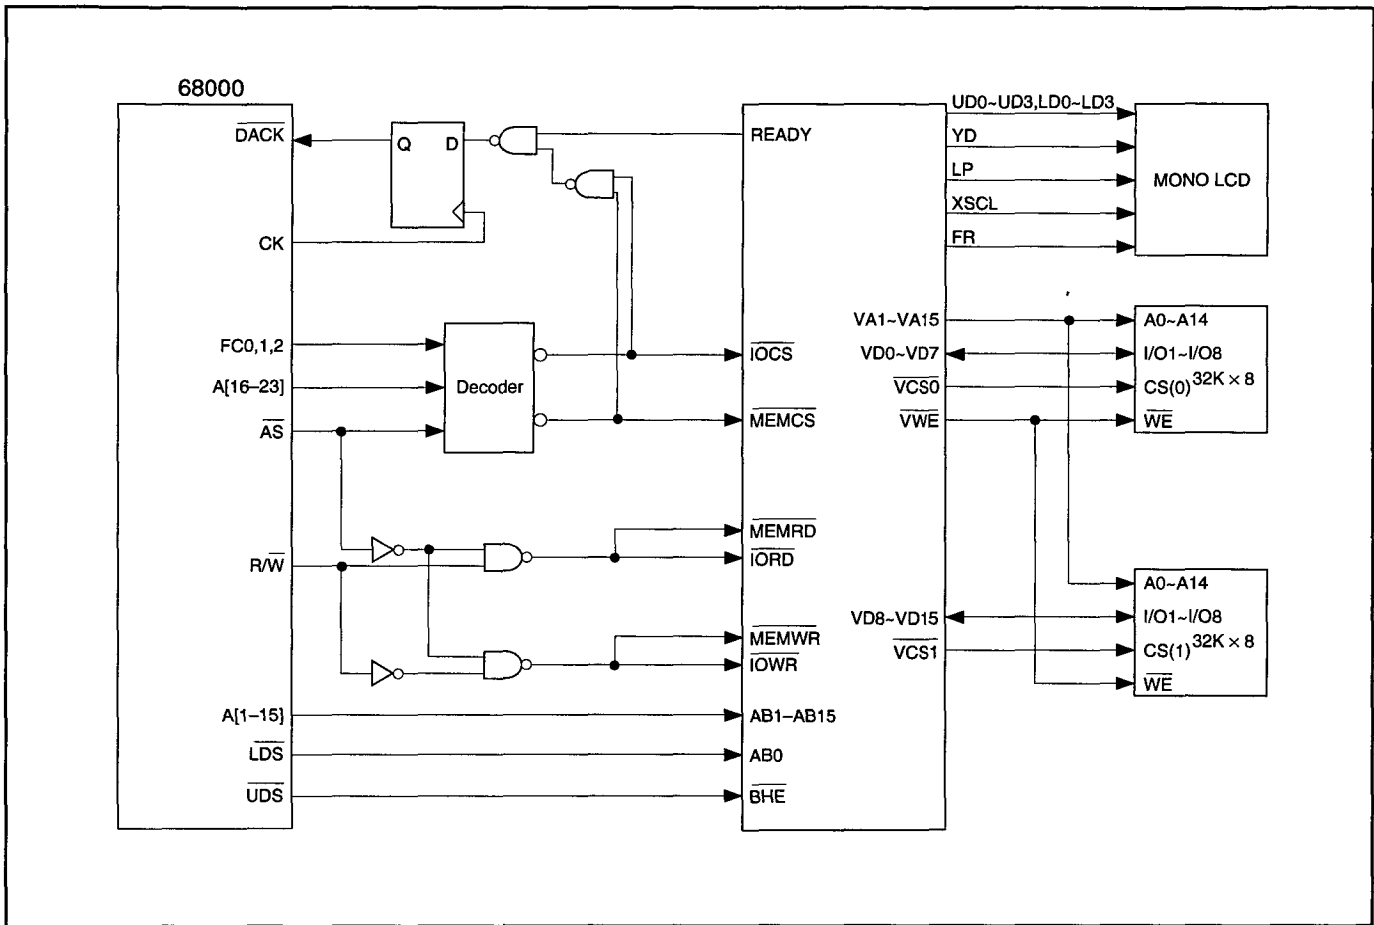 68000
DACK
Q
D
CK
FC0,1,2
A[16–23]
AS
R/W
A[1–15]
LDS
UDS
Decoder
READY
IOCS
MEMCS
MEMRD
IORD
MEMWR
IOWR
AB1–AB15
AB0
BHE
UD0~UD3,LD0~LD3
YD
LP
XSCL
FR
MONO LCD
VA1~VA15
VD0~VD7
VCS0
VWE
A0~A14
I/O1~I/O8
CS(0) 32K × 8
WE
VD8~VD15
VCS1
A0~A14
I/O1~I/O8
CS(1) 32K × 8
WE